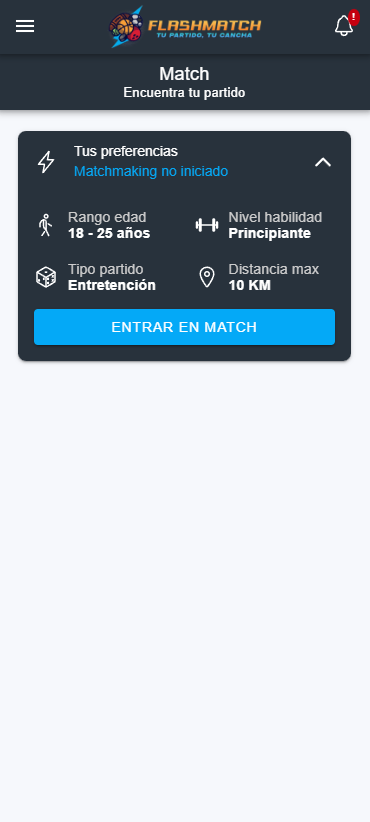 FLASHMATCH
TU PARTIDO, TU CANCHA
!
Match
Encuentra tu partido
Tus preferencias
Matchmaking no iniciado
Rango edad
18 - 25 años
Nivel habilidad
Principiante
Tipo partido
Entretención
Distancia max
10 KM
ENTRAR EN MATCH